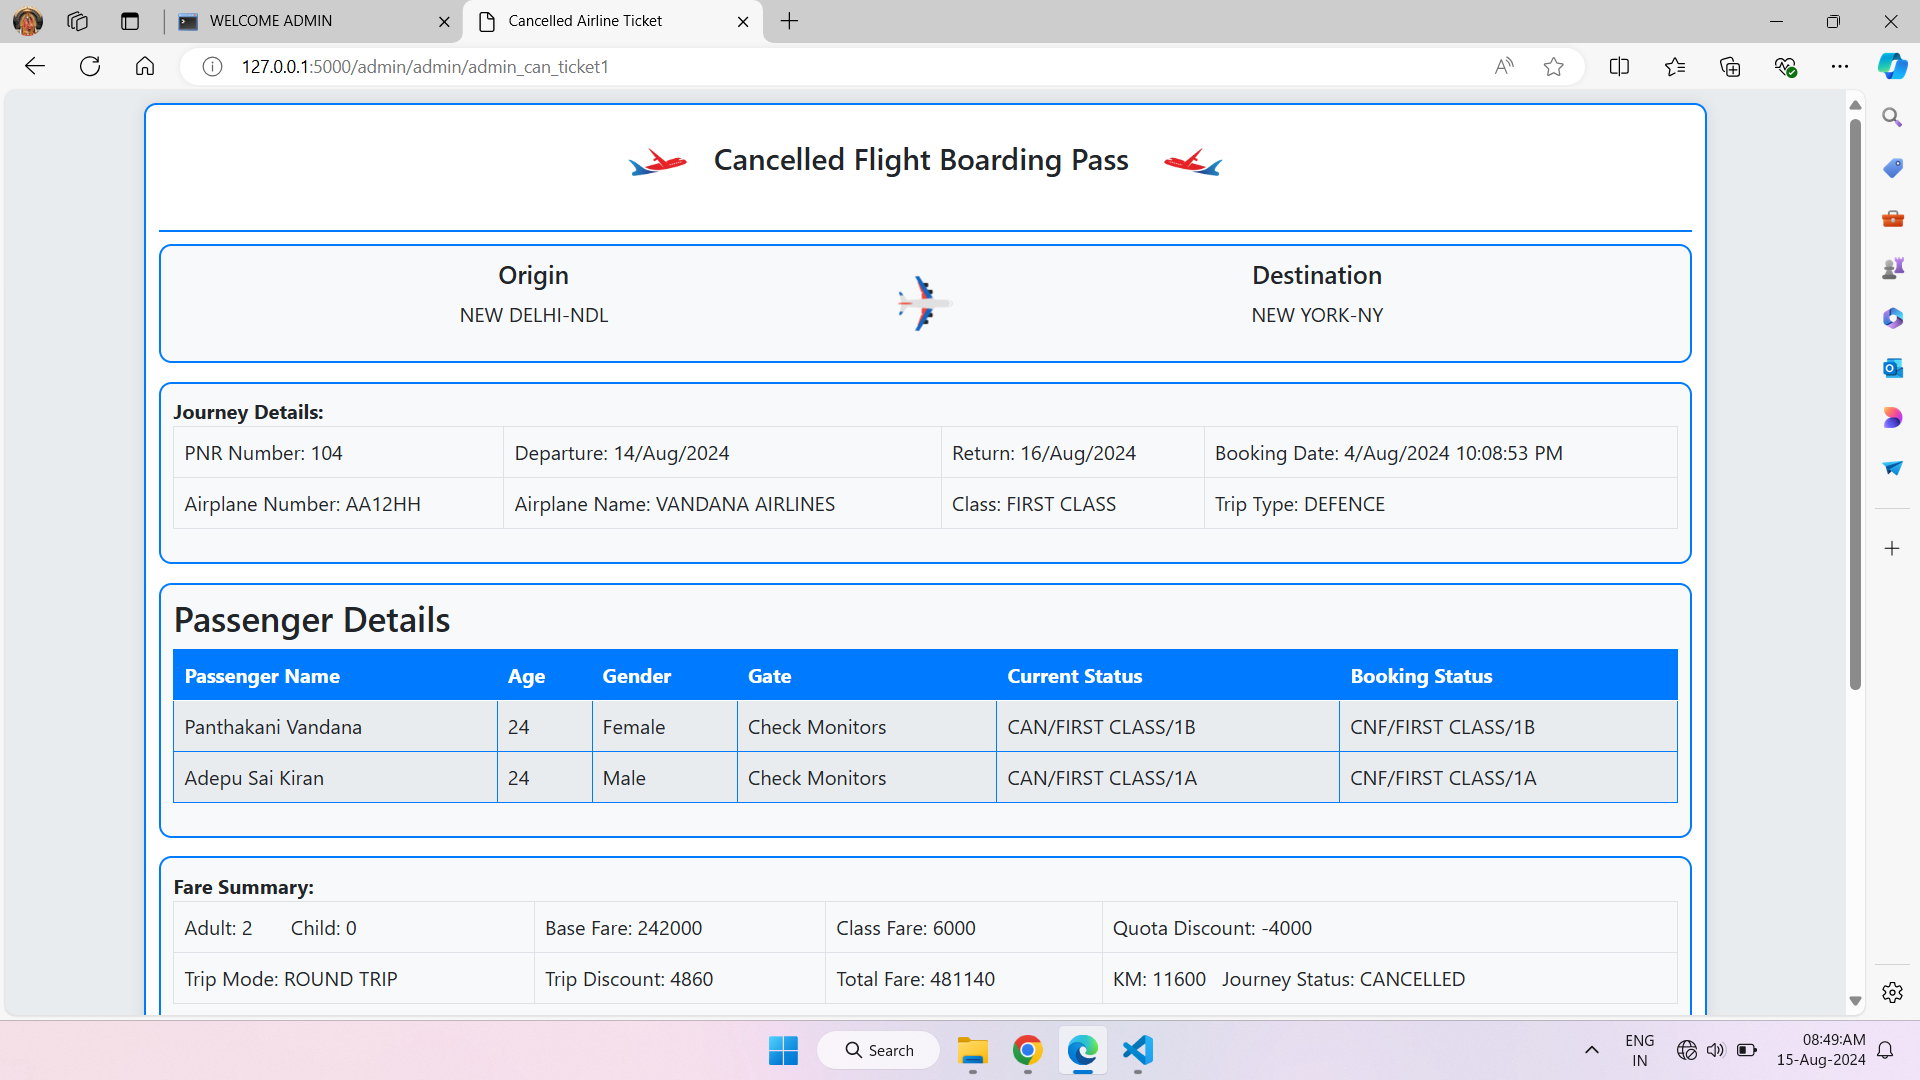 WELCOME ADMIN
Cancelled Airline Ticket
127.0.0.1:5000/admin/admin/admin_can_ticket1
Cancelled Flight Boarding Pass
Origin Destination
NEW DELHI-NDL NEW YORK-NY
Journey Details:
PNR Number: 104 Departure: 14/Aug/2024 Return: 16/Aug/2024 Booking Date: 4/Aug/2024 10:08:53 PM
Airplane Number: AA12HH Airplane Name: VANDANA AIRLINES Class: FIRST CLASS Trip Type: DEFENCE
Passenger Details
Passenger Name Age Gender Gate Current Status Booking Status
Panthakani Vandana 24 Female Check Monitors CAN/FIRST CLASS/1B CNF/FIRST CLASS/1B
Adepu Sai Kiran 24 Male Check Monitors CAN/FIRST CLASS/1A CNF/FIRST CLASS/1A
Fare Summary:
Adult: 2 Child: 0 Base Fare: 242000 Class Fare: 6000 Quota Discount: -4000
Trip Mode: ROUND TRIP Trip Discount: 4860 Total Fare: 481140 KM: 11600 Journey Status: CANCELLED
Search
ENG
IN
08:49:AM
15-Aug-2024